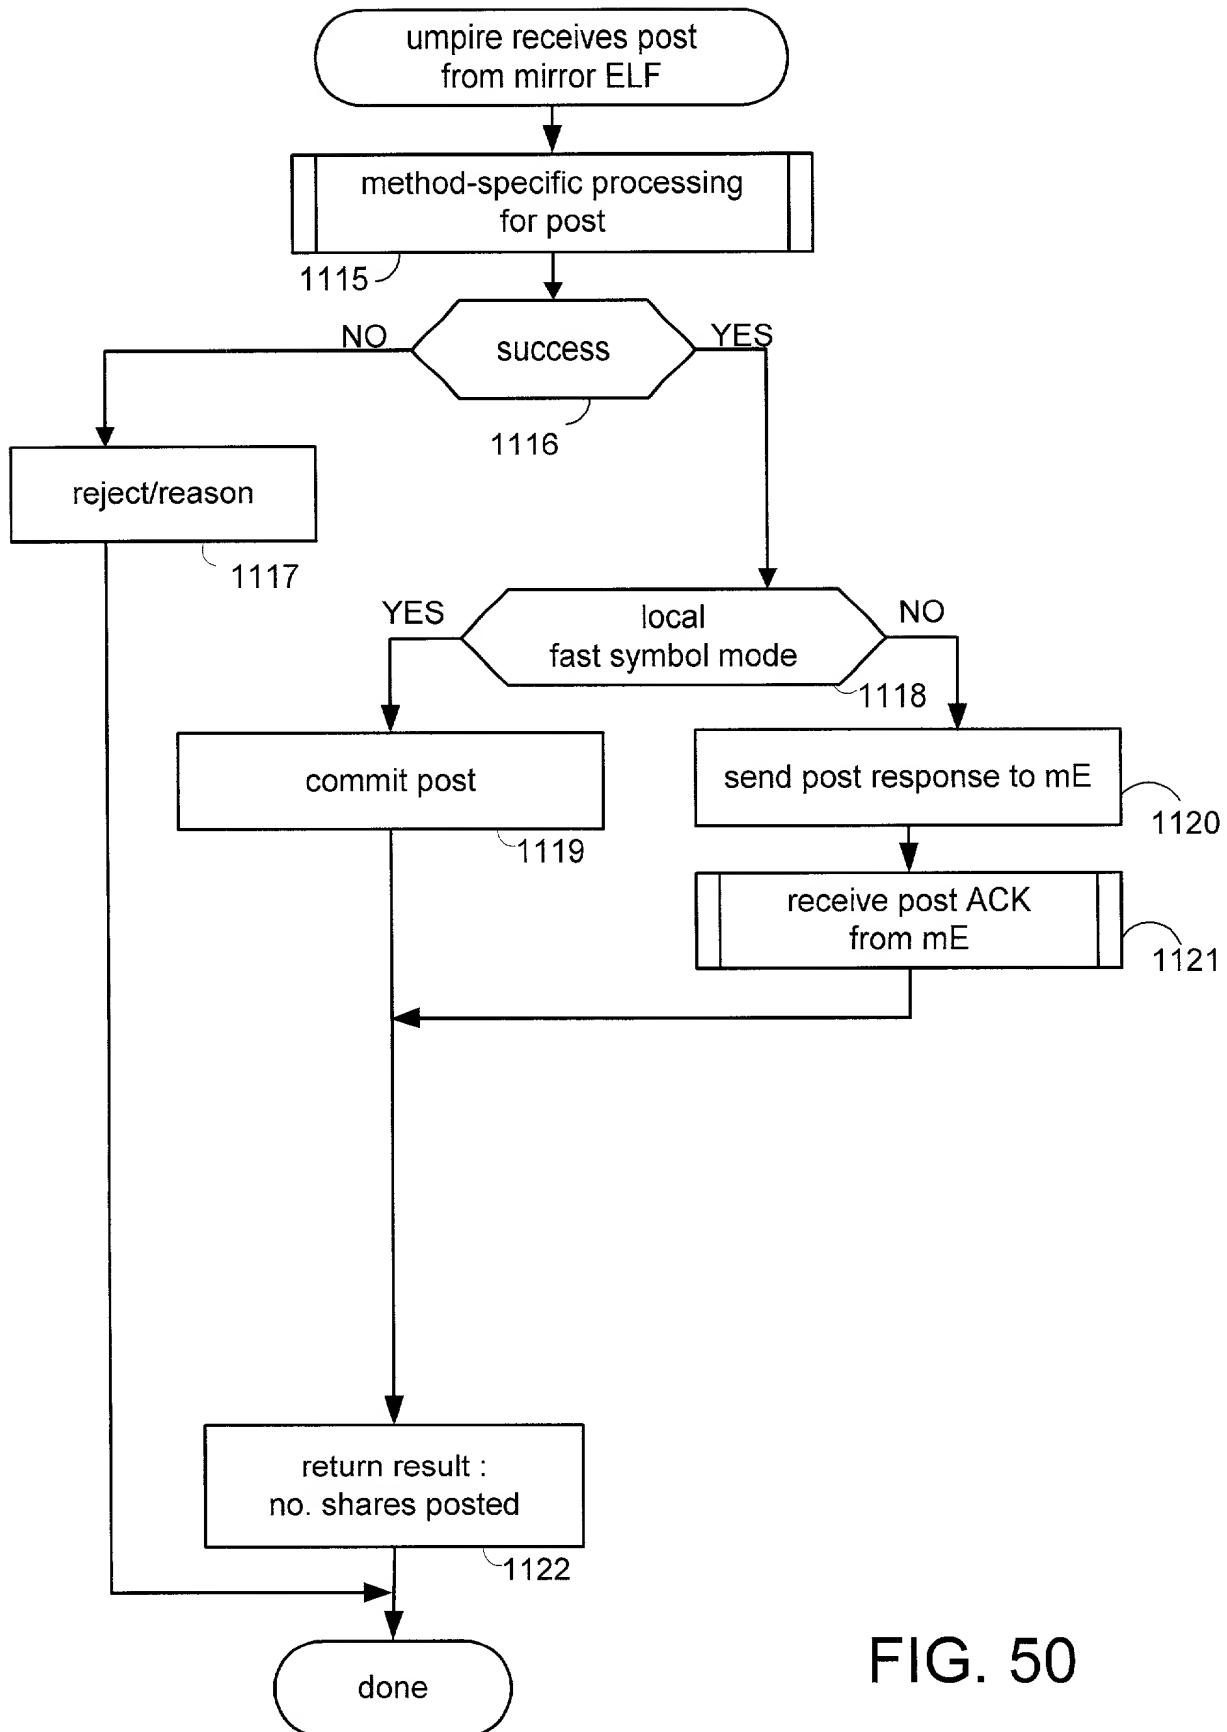 umpire receives post
from mirror ELF
method-specific processing
for post
1115
NO
YES
success
1116
reject/reason
1117
YES
NO
local
fast symbol mode
1118
commit post
1119
send post response to mE
1120
receive post ACK
from mE
1121
return result :
no. shares posted
1122
done
FIG. 50